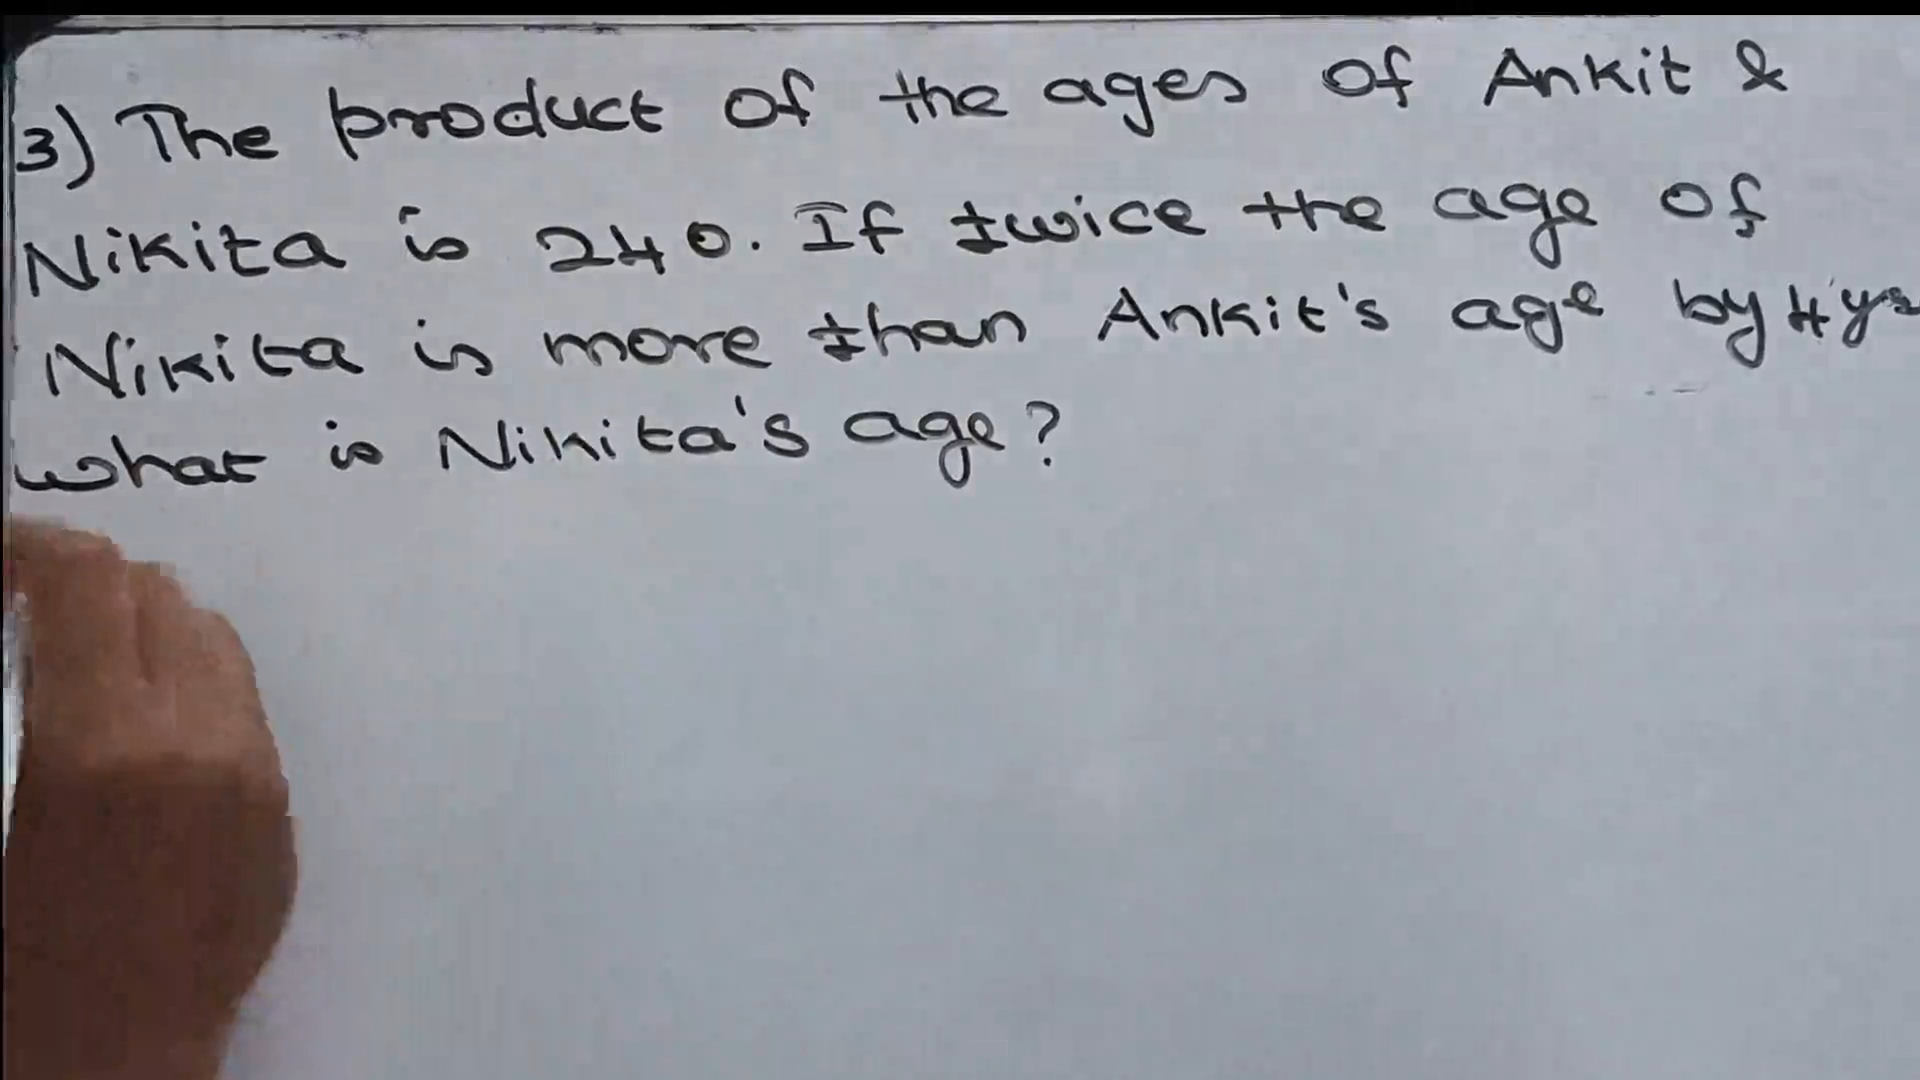 3) The product of the ages of Ankit &
Nikita is 240. If twice the age of
Nikita is more than Ankit's age by 4 ys
what is Nikita's age?